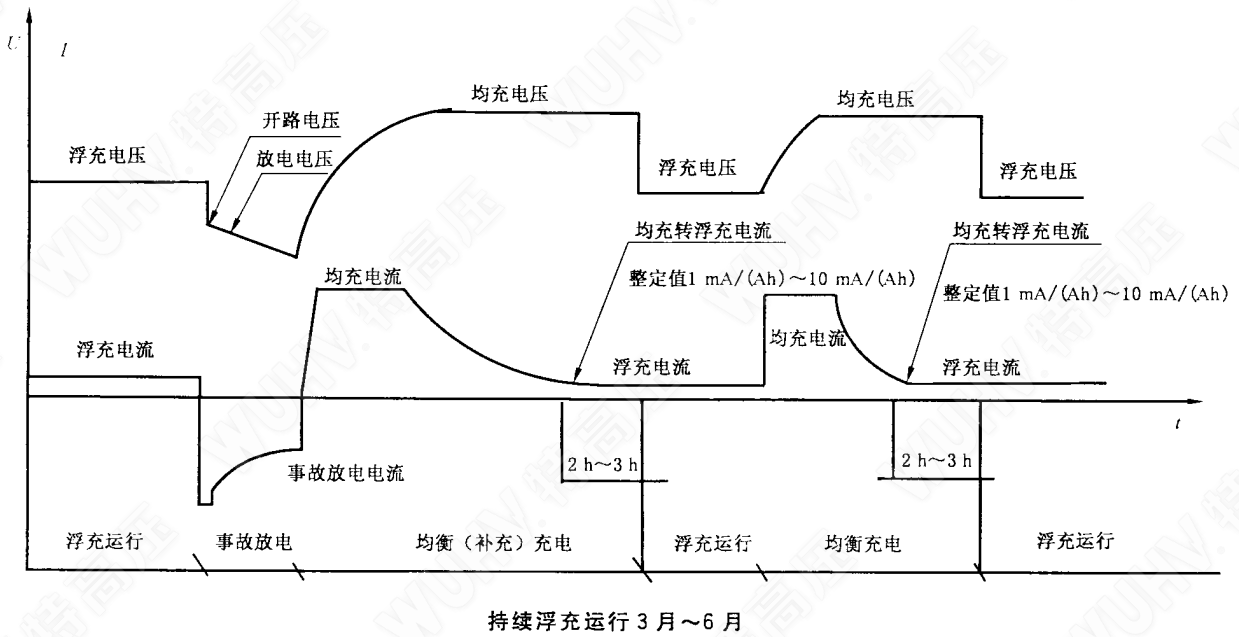 U
I
均充电压
均充电压
开路电压
浮充电压
放电电压
浮充电压
浮充电压
均充转浮充电流
均充转浮充电流
均充电流
整定值1 mA/(Ah)～10 mA/(Ah)
整定值1 mA/(Ah)～10 mA/(Ah)
均充电流
浮充电流
浮充电流
浮充电流
t
事故放电电流
2 h～3 h
2 h～3 h
浮充运行
事故放电
均衡（补充）充电
浮充运行
均衡充电
浮充运行
持续浮充运行 3 月～6 月
WUHV.特高压